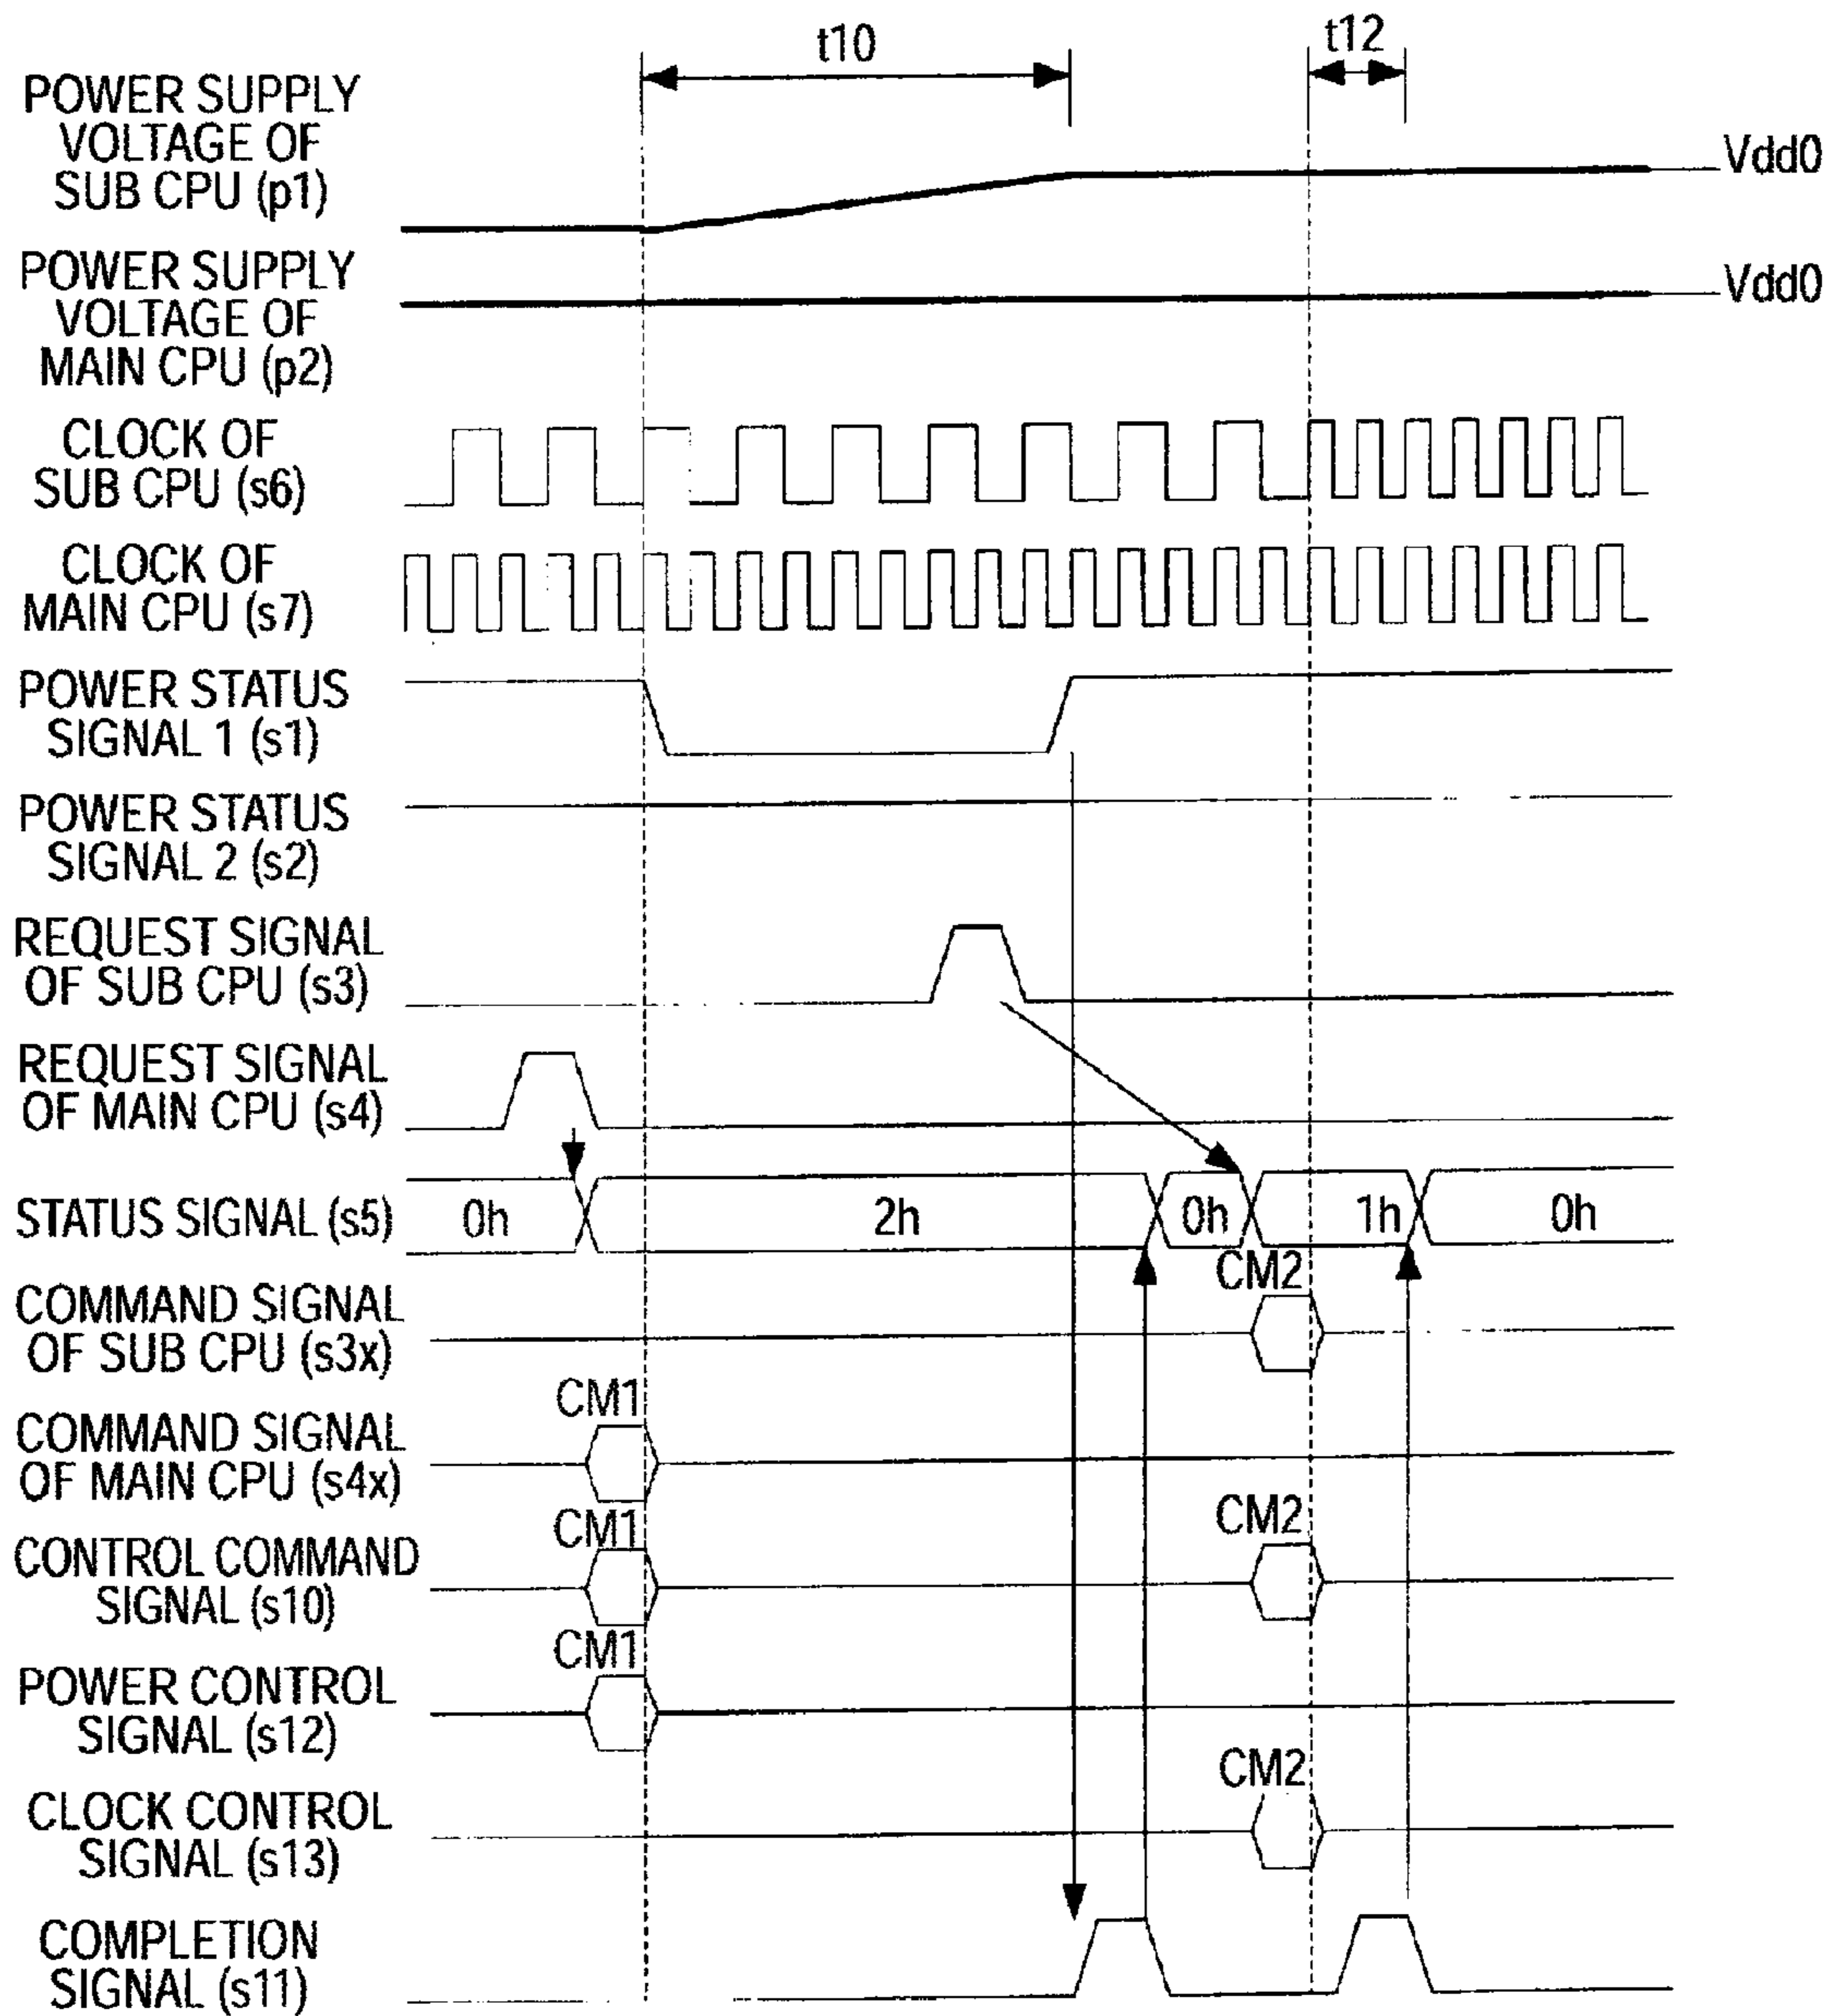 t10
t12
POWER SUPPLY
VOLTAGE OF
SUB CPU (p1)
Vdd0
POWER SUPPLY
VOLTAGE OF
MAIN CPU (p2)
Vdd0
CLOCK OF
SUB CPU (s6)
CLOCK OF
MAIN CPU (s7)
POWER STATUS
SIGNAL 1 (s1)
POWER STATUS
SIGNAL 2 (s2)
REQUEST SIGNAL
OF SUB CPU (s3)
REQUEST SIGNAL
OF MAIN CPU (s4)
STATUS SIGNAL (s5)
0h
2h
0h
1h
0h
COMMAND SIGNAL
OF SUB CPU (s3x)
CM2
COMMAND SIGNAL
OF MAIN CPU (s4x)
CM1
CONTROL COMMAND
SIGNAL (s10)
CM1
CM2
POWER CONTROL
SIGNAL (s12)
CM1
CLOCK CONTROL
SIGNAL (s13)
CM2
COMPLETION
SIGNAL (s11)